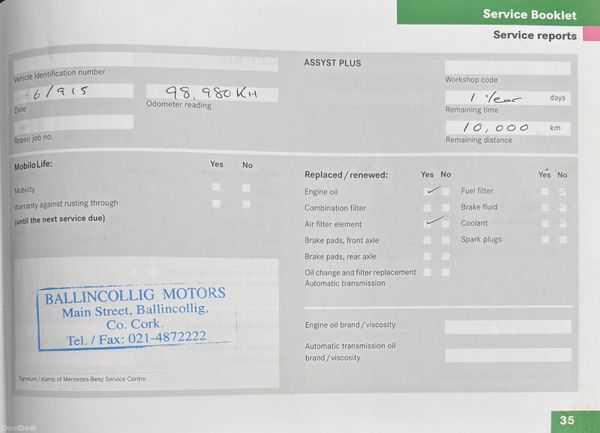 Service Booklet
Service reports
Vehicle identification number
6/9 15
Date
98,980 KM
Odometer reading
Repair job no.
ASSYST PLUS
Workshop code
1 Year days
Remaining time
10,000 km
Remaining distance
Mobilo Life: Yes No
Mobility
Warranty against rusting through
(until the next service due)
Replaced / renewed: Yes No Yes No
Engine oil Fuel filter
Combination filter Brake fluid
Air filter element Coolant
Brake pads, front axle Spark plugs
Brake pads, rear axle
Oil change and filter replacement
Automatic transmission
BALLINCOLLIG MOTORS
Main Street, Ballincollig,
Co. Cork.
Tel. / Fax: 021-4872222
Signature / stamp of Mercedes-Benz Service Centre
Engine oil brand / viscosity
Automatic transmission oil
brand / viscosity
35
DoneDeal